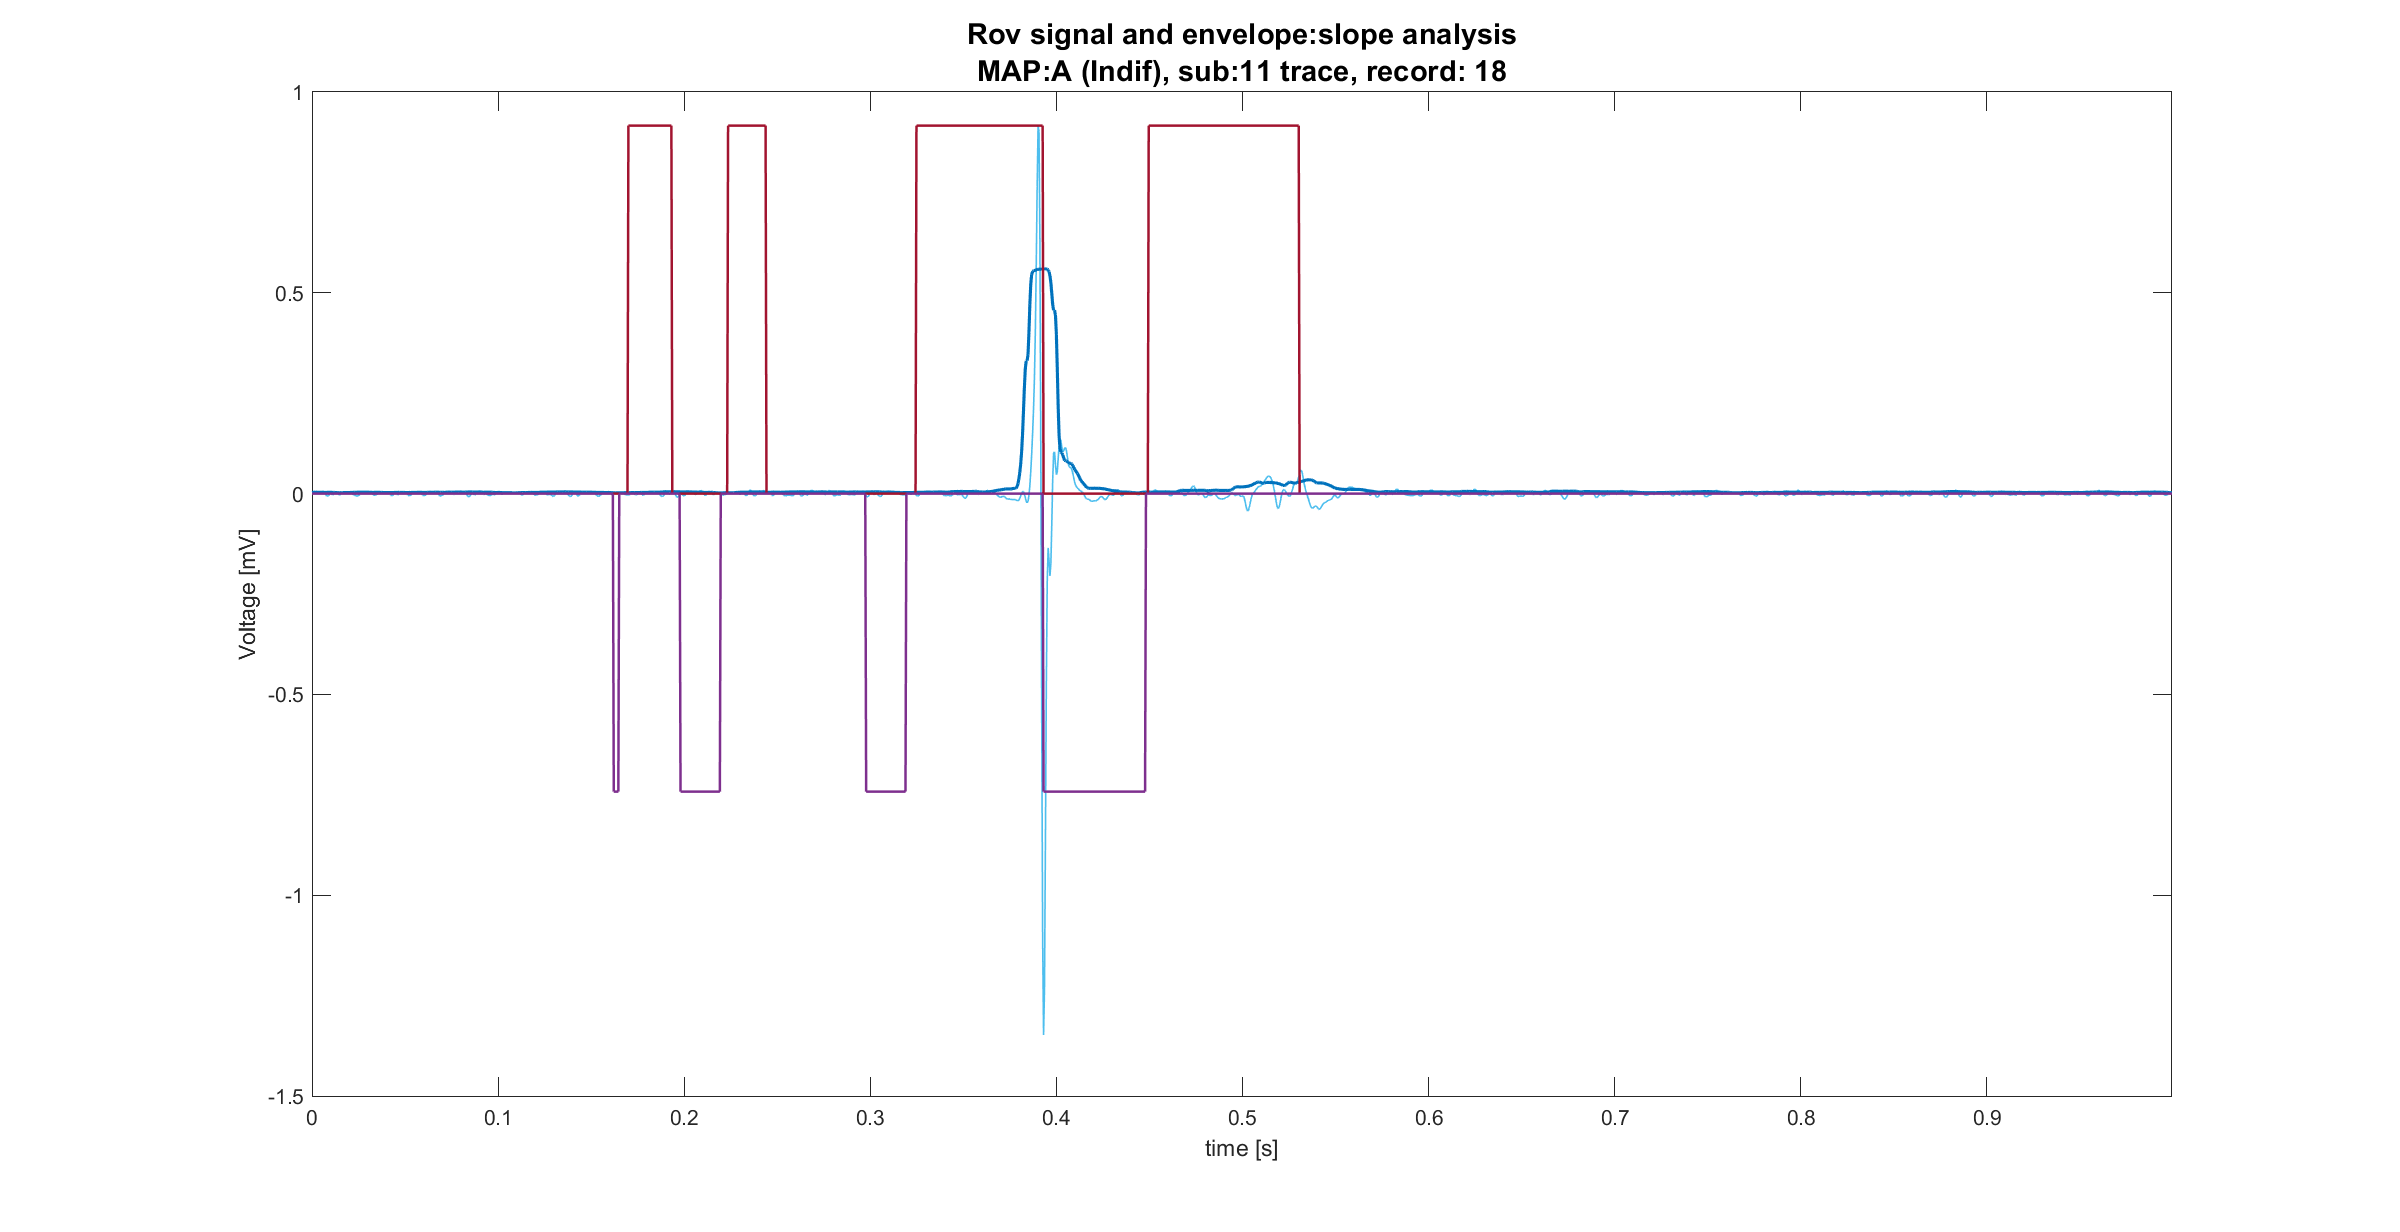 Rov signal and envelope:slope analysis
MAP:A (Indif), sub:11 trace, record: 18
1
0.5
0
-0.5
-1
-1.5
Voltage [mV]
0 0.1 0.2 0.3 0.4 0.5 0.6 0.7 0.8 0.9
time [s]